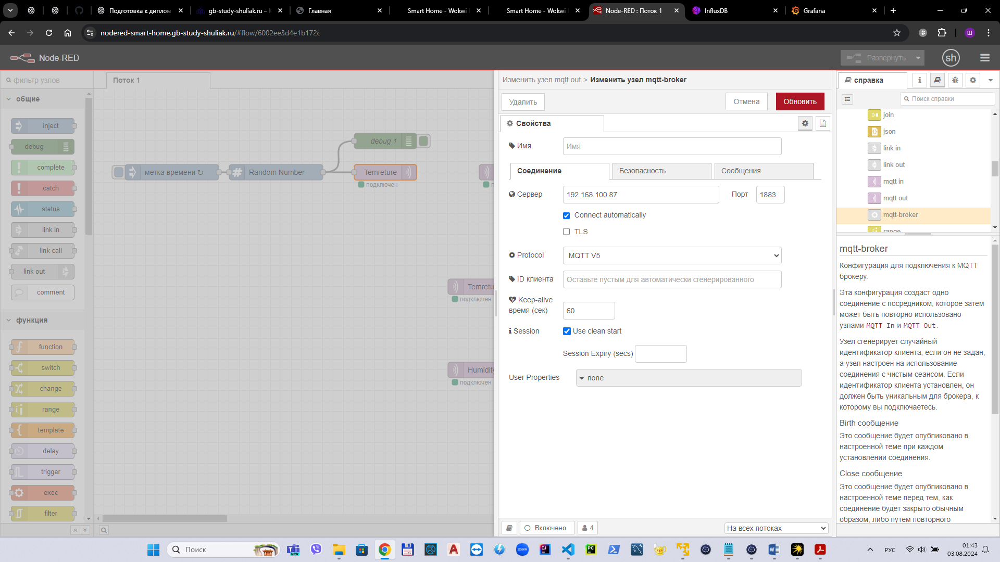 Подготовка к диплом
gb-study-shuliak.ru –
Главная
Smart Home - Wokwi
Smart Home - Wokwi
Node-RED : Поток 1
InfluxDB
Grafana
nodered-smart-home.gb-study-shuliak.ru/#flow/6002ee3d4e1b172c
Ш
Node-RED
Развернуть
sh
фильтр узлов
общие
inject
debug
complete
catch
status
link in
link call
link out
comment
функция
function
switch
change
range
template
delay
trigger
exec
filter
Поток 1
debug 1
метка времени ↻
Random Number
Temreture
подключен
Temretu
подключен
Humidity
подключен
Изменить узел mqtt out > Изменить узел mqtt-broker
Удалить
Отмена
Обновить
Свойства
Имя
Имя
Соединение
Безопасность
Сообщения
Сервер
192.168.100.87
Порт
1883
Connect automatically
TLS
Protocol
MQTT V5
ID клиента
Оставьте пустым для автоматически сгенерированного
Keep-alive
время (сек)
60
Session
Use clean start
Session Expiry (secs)
User Properties
none
Включено
4
На всех потоках
справка
Поиск справки
join
json
link in
link out
mqtt in
mqtt out
mqtt-broker
range
mqtt-broker
Конфигурация для подключения к MQTT
брокеру.
Эта конфигурация создаст одно
соединение с посредником, которое затем
может быть повторно использовано
узлами MQTT In и MQTT Out.
Узел сгенерирует случайный
идентификатор клиента, если он не задан,
а узел настроен на использование
соединения с чистым сеансом. Если
идентификатор клиента установлен, он
должен быть уникальным для брокера, к
которому вы подключаетесь.
Birth сообщение
Это сообщение будет опубликовано в
настроенной теме при каждом
установлении соединения.
Close сообщение
Это сообщение будет опубликовано в
настроенной теме перед тем, как
соединение будет закрыто обычным
образом, либо путем повторного
Поиск
РУС
01:43
03.08.2024